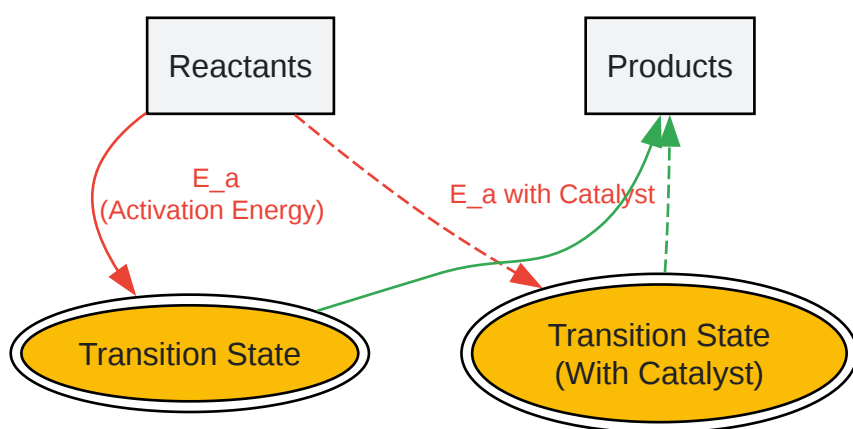 Reactants
Products
E_a
(Activation Energy)
E_a with Catalyst
Transition State
Transition State
(With Catalyst)